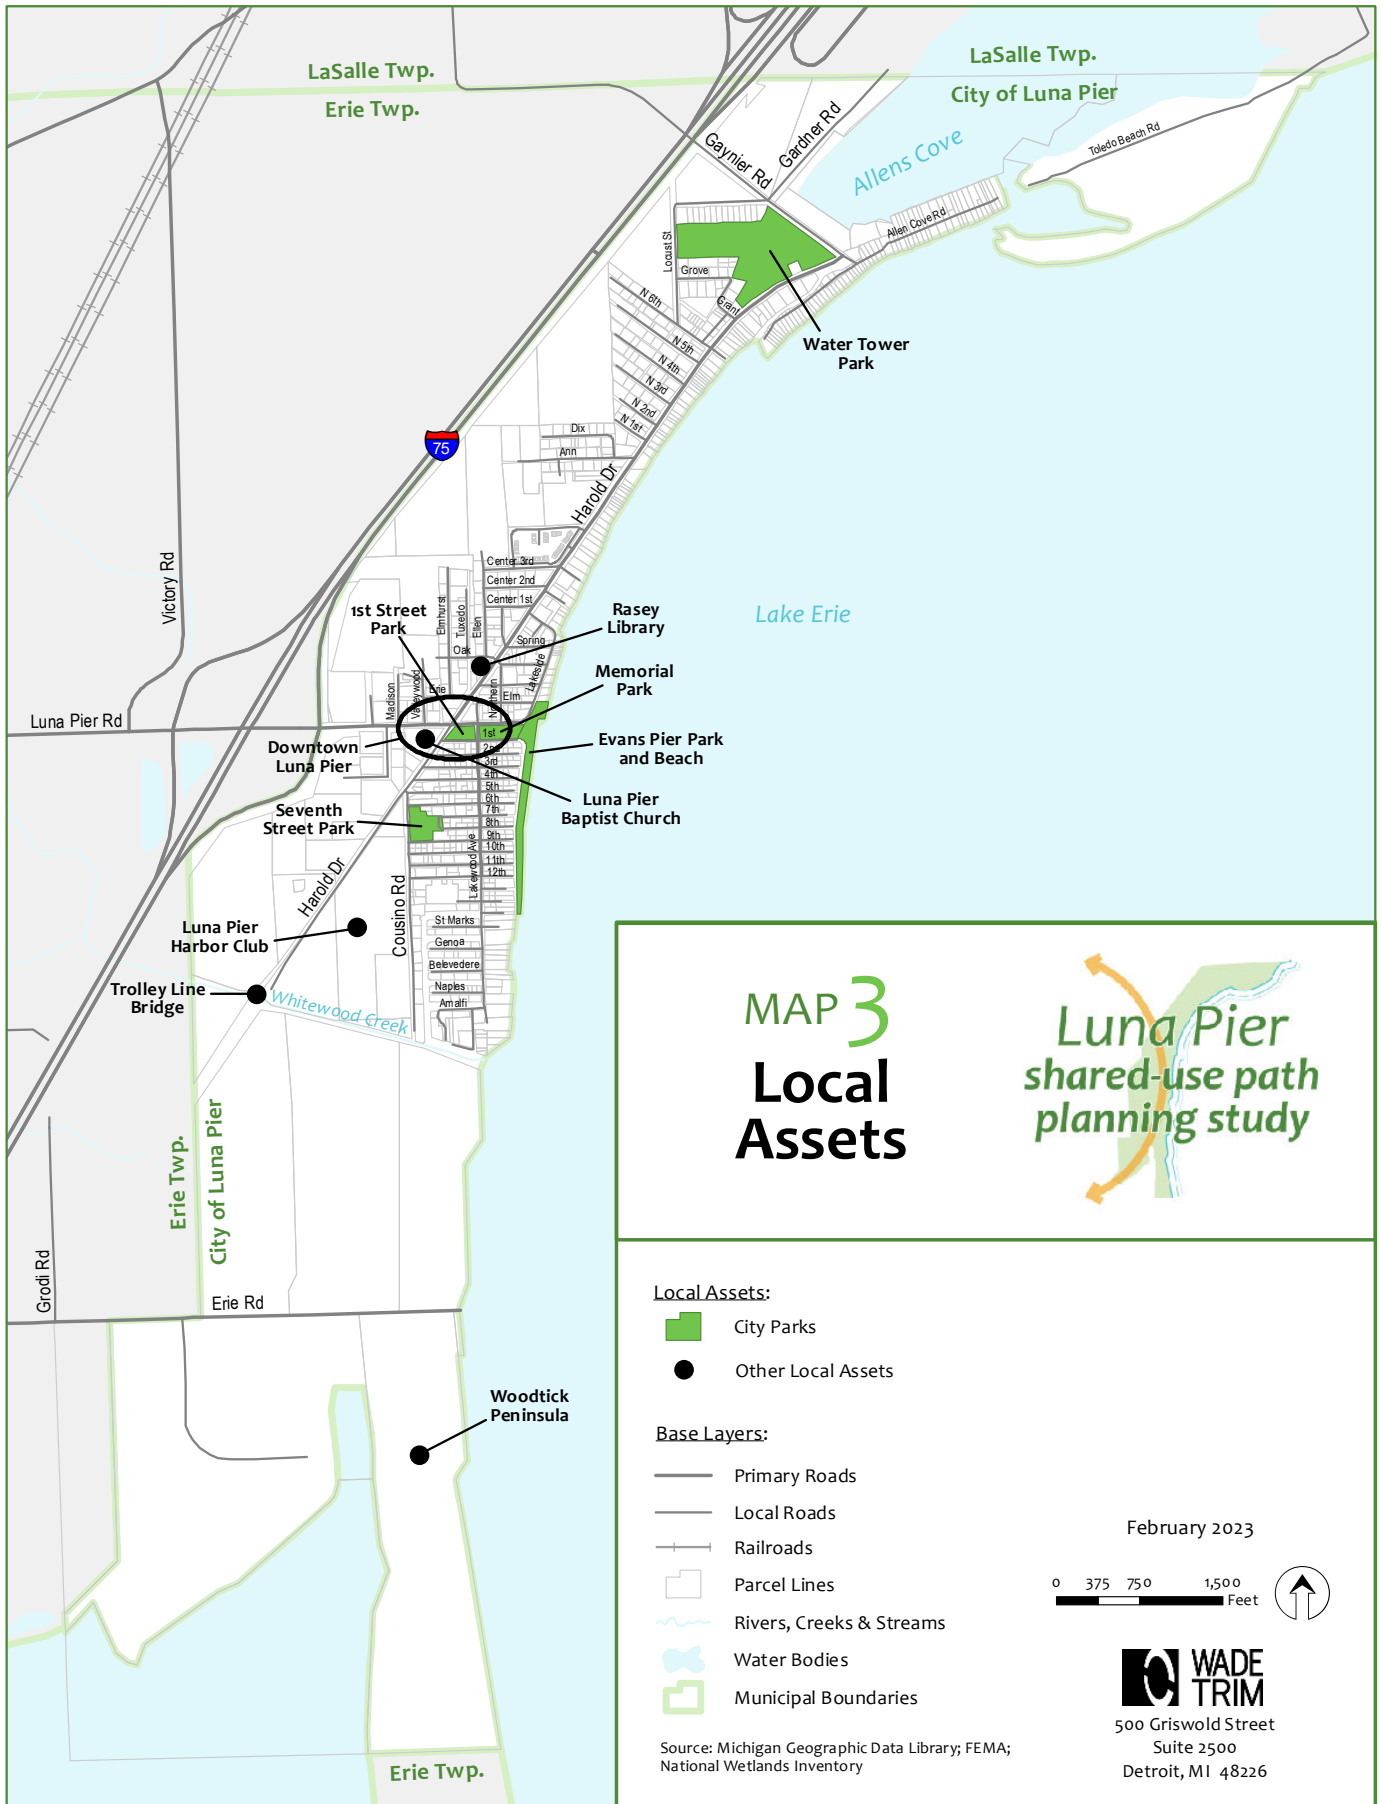 LaSalle Twp.
Erie Twp.
LaSalle Twp.
City of Luna Pier
Gaynier Rd
Gardner Rd
Allens Cove
Toledo Beach Rd
Allen Cove Rd
Locust St
Grove
Grant
N 6th
N 5th
N 4th
N 3rd
N 2nd
N 1st
Water Tower
Park
75
Dix
Ann
Harold Dr
Victory Rd
Center 3rd
Center 2nd
Center 1st
Elmhurst
Tuxedo
Ellen
Oak
Spring
1st Street
Park
Rasey
Library
Lake Erie
Memorial
Park
Madison
Valleywood
Erie
Northern
Elm
Lakeside
Luna Pier Rd
1st
2nd
3rd
4th
5th
6th
7th
8th
9th
10th
11th
12th
Downtown
Luna Pier
Evans Pier Park
and Beach
Luna Pier
Baptist Church
Seventh
Street Park
Lakewood Ave
Harold Dr
Cousino Rd
Luna Pier
Harbor Club
St Marks
Genoa
Belevedere
Naples
Amalfi
Trolley Line
Bridge
Whitewood Creek
Erie Twp.
City of Luna Pier
Grodi Rd
Erie Rd
Woodtick
Peninsula
Erie Twp.
MAP 3
Local
Assets
Luna Pier
shared-use path
planning study
Local Assets:
City Parks
Other Local Assets
Base Layers:
Primary Roads
Local Roads
Railroads
Parcel Lines
Rivers, Creeks & Streams
Water Bodies
Municipal Boundaries
Source: Michigan Geographic Data Library; FEMA;
National Wetlands Inventory
February 2023
0 375 750 1,500
Feet
WADE
TRIM
500 Griswold Street
Suite 2500
Detroit, MI 48226